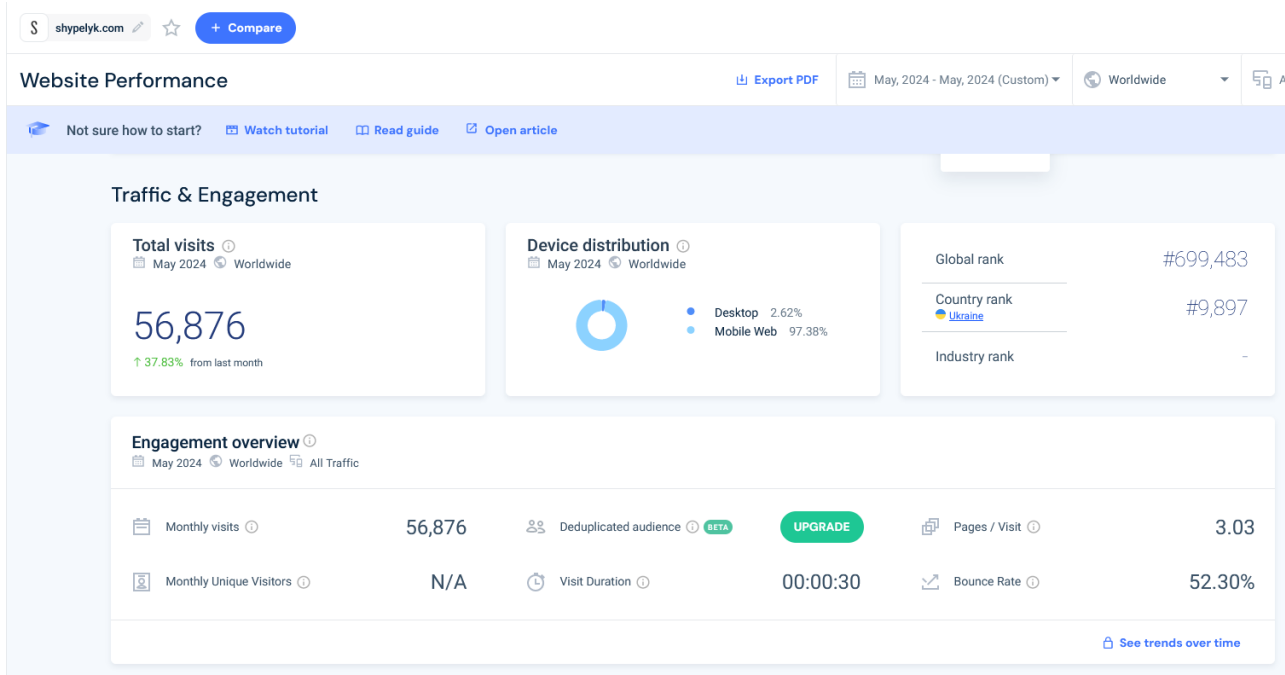 S shypelyk.com + Compare
Website Performance Export PDF May, 2024 - May, 2024 (Custom) Worldwide A
Not sure how to start? Watch tutorial Read guide Open article
Traffic & Engagement
Total visits
May 2024 Worldwide
56,876
↑ 37.83% from last month
Device distribution
May 2024 Worldwide
Desktop 2.62%
Mobile Web 97.38%
Global rank #699,483
Country rank #9,897
Ukraine
Industry rank -
Engagement overview
May 2024 Worldwide All Traffic
Monthly visits 56,876 Deduplicated audience BETA UPGRADE Pages / Visit 3.03
Monthly Unique Visitors N/A Visit Duration 00:00:30 Bounce Rate 52.30%
See trends over time